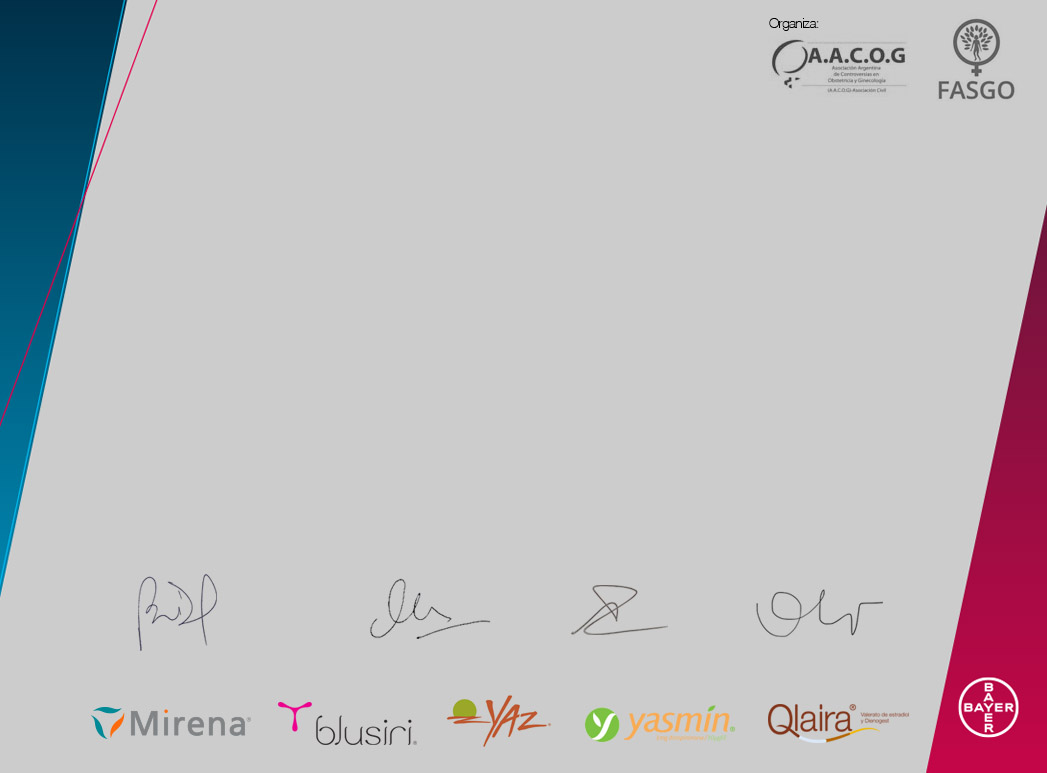 Organiza:
A.A.C.O.G
Asociación Argentina
de Controversias en
Obstetricia y Ginecología
(A.A.C.O.G) Asociación Civil
FASGO
Mirena®
blusiri®
YAZ
yasmin®
Qlaira®
Valerato de estradiol
y Dienogest
BAYER
BAYER